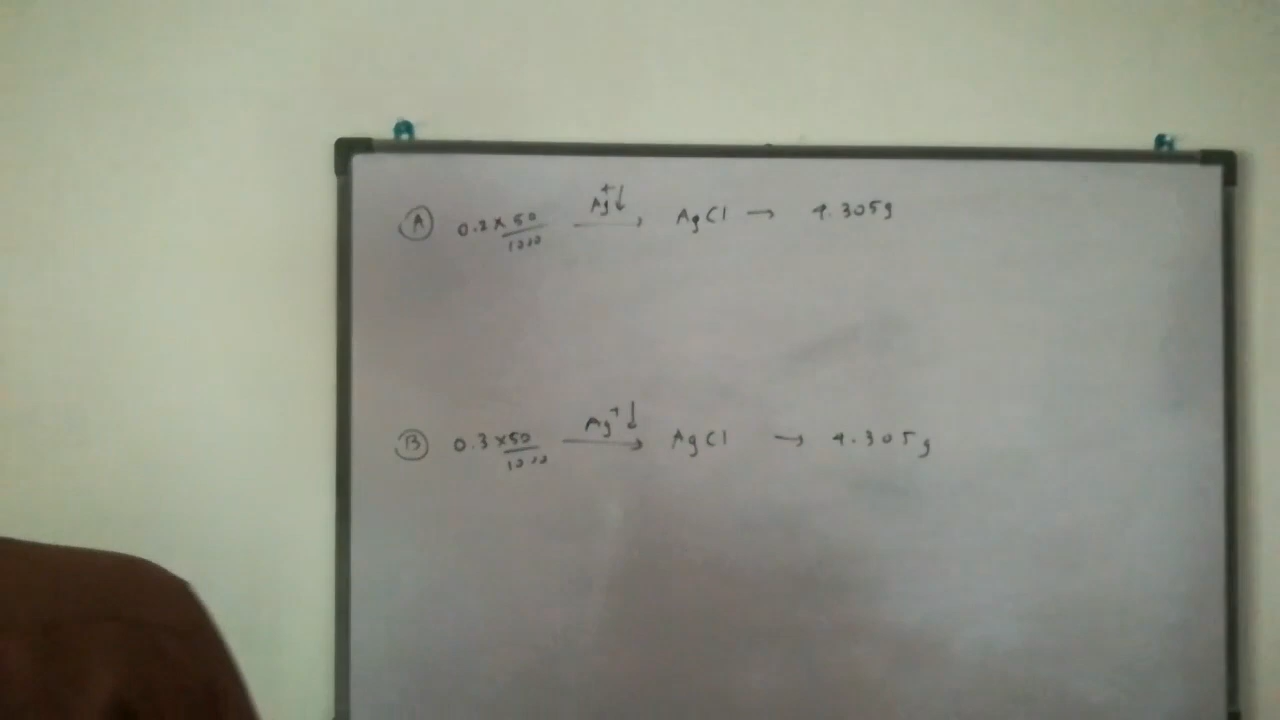 (A) 0.2 × 50/1000 Ag⁺↓ → AgCl → 4.305g
(B) 0.3 × 50/1000 Ag⁺↓ → AgCl → 4.305g